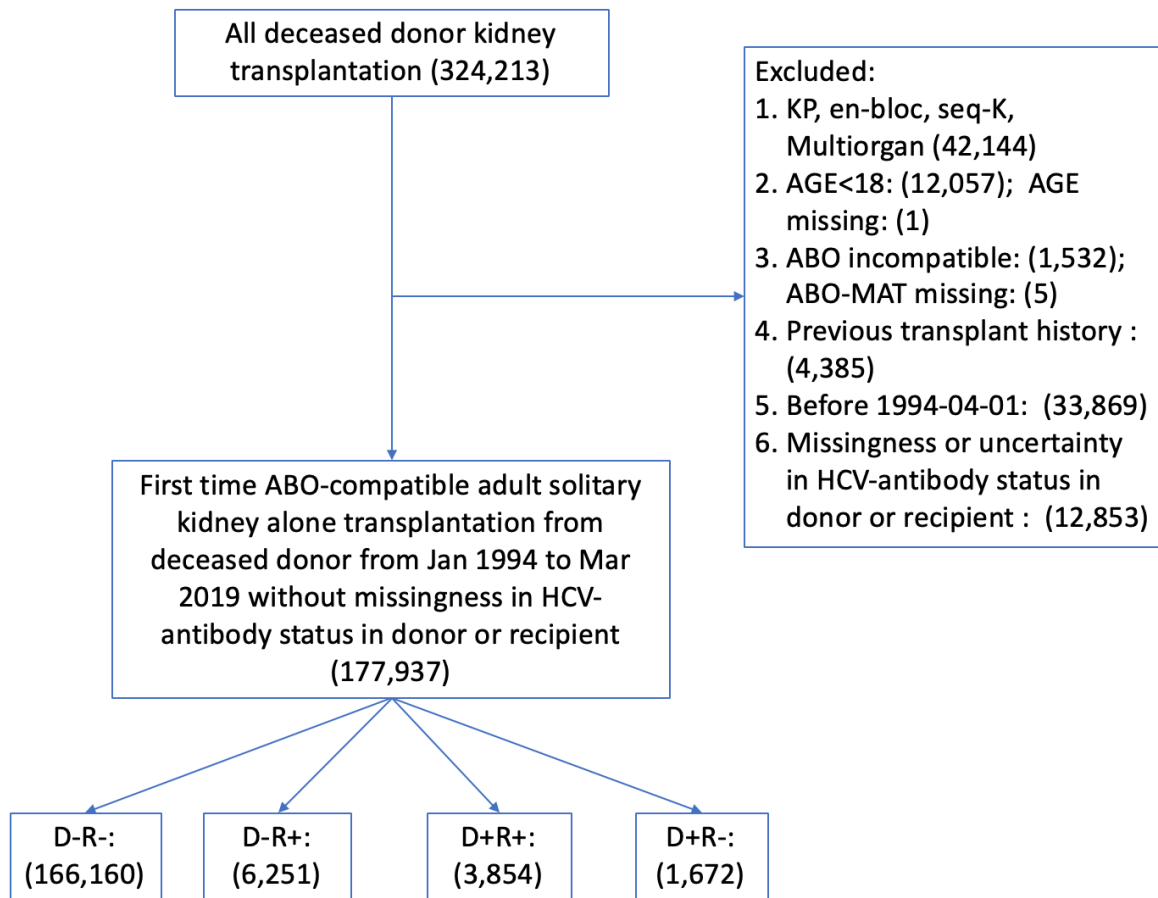 All deceased donor kidney
transplantation (324,213)
Excluded:
1. KP, en-bloc, seq-K,
Multiorgan (42,144)
2. AGE<18: (12,057);  AGE
missing: (1)
3. ABO incompatible: (1,532);
ABO-MAT missing: (5)
4. Previous transplant history :
(4,385)
5. Before 1994-04-01:  (33,869)
6. Missingness or uncertainty
in HCV-antibody status in
donor or recipient :  (12,853)
First time ABO-compatible adult solitary
kidney alone transplantation from
deceased donor from Jan 1994 to Mar
2019 without missingness in HCV-
antibody status in donor or recipient
(177,937)
D-R-:
(166,160)
D-R+:
(6,251)
D+R+:
(3,854)
D+R-:
(1,672)